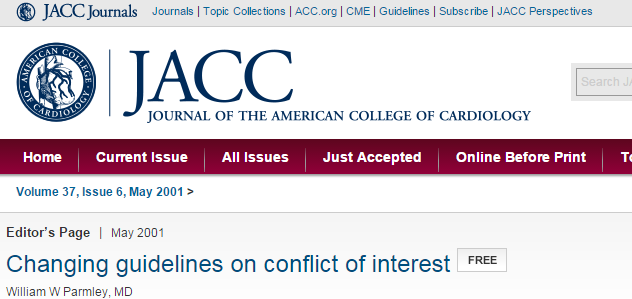 JACC JOURNALS Journals | Topic Collections | ACC.org | CME | Guidelines | Subscribe | JACC Perspectives
AMERICAN COLLEGE OF CARDIOLOGY
JACC
JOURNAL OF THE AMERICAN COLLEGE OF CARDIOLOGY
Search JA
Home Current Issue All Issues Just Accepted Online Before Print T
Volume 37, Issue 6, May 2001 >
Editor's Page | May 2001
Changing guidelines on conflict of interest FREE
William W Parmley, MD